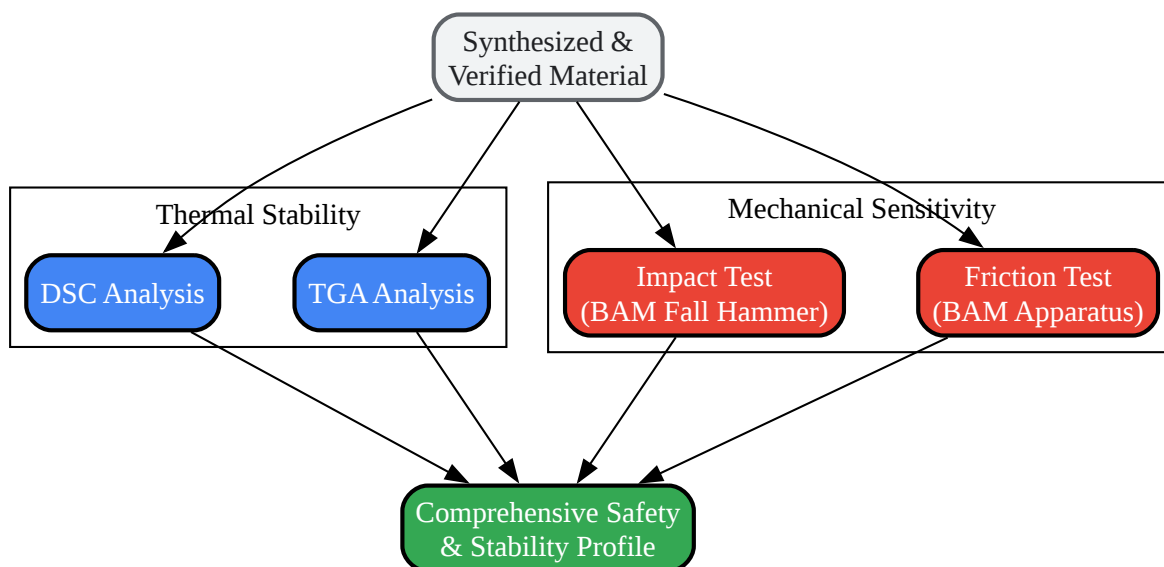 Synthesized &
Verified Material
Thermal Stability
Mechanical Sensitivity
DSC Analysis
TGA Analysis
Impact Test
(BAM Fall Hammer)
Friction Test
(BAM Apparatus)
Comprehensive Safety
& Stability Profile